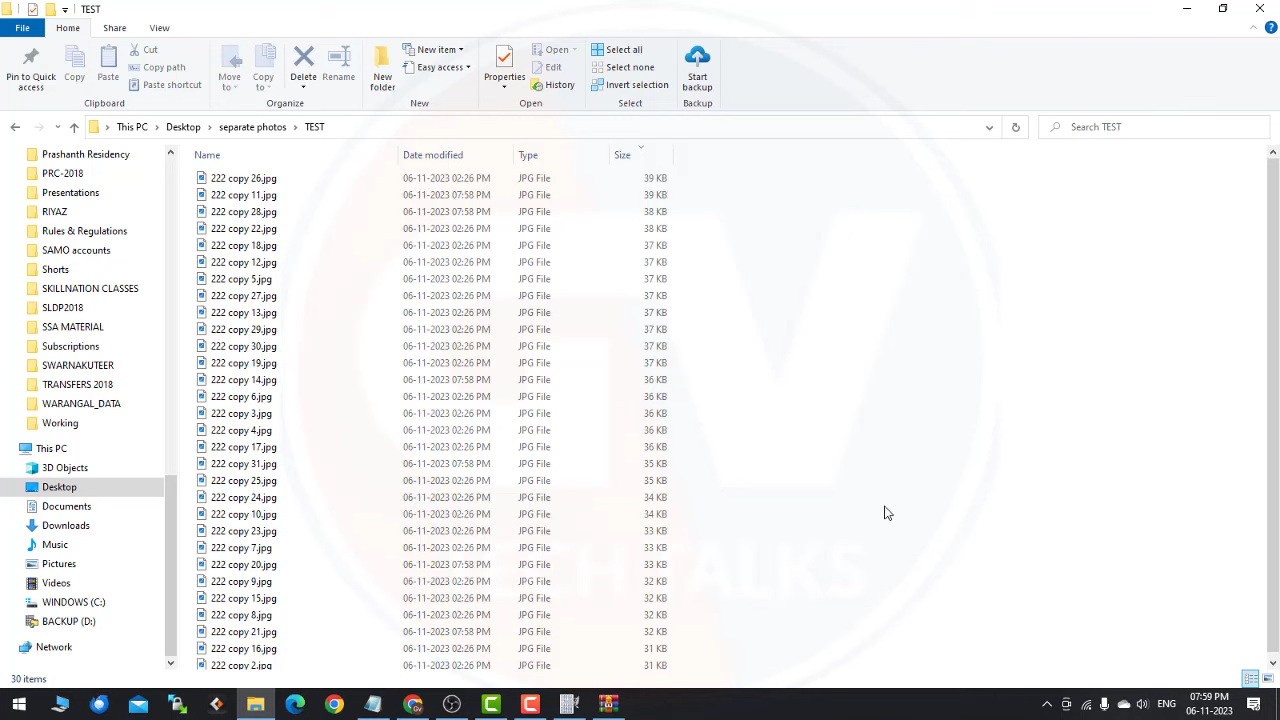 TEST
File Home Share View
Pin to Quick access
Copy
Paste
Cut
Copy path
Paste shortcut
Clipboard
Move to
Copy to
Delete
Rename
Organize
New folder
New item
Easy access
New
Properties
Open
Edit
History
Open
Select all
Select none
Invert selection
Select
Start backup
Backup
This PC Desktop separate photos TEST
Search TEST
Prashanth Residency
PRC-2018
Presentations
RIYAZ
Rules & Regulations
SAMO accounts
Shorts
SKILLNATION CLASSES
SLDP2018
SSA MATERIAL
Subscriptions
SWARNAKUTEER
TRANSFERS 2018
WARANGAL_DATA
Working
This PC
3D Objects
Desktop
Documents
Downloads
Music
Pictures
Videos
WINDOWS (C:)
BACKUP (D:)
Network
Name Date modified Type Size
222 copy 26.jpg 06-11-2023 02:26 PM JPG File 39 KB
222 copy 11.jpg 06-11-2023 07:58 PM JPG File 39 KB
222 copy 28.jpg 06-11-2023 07:58 PM JPG File 38 KB
222 copy 22.jpg 06-11-2023 02:26 PM JPG File 38 KB
222 copy 18.jpg 06-11-2023 02:26 PM JPG File 37 KB
222 copy 12.jpg 06-11-2023 02:26 PM JPG File 37 KB
222 copy 5.jpg 06-11-2023 02:26 PM JPG File 37 KB
222 copy 27.jpg 06-11-2023 02:26 PM JPG File 37 KB
222 copy 13.jpg 06-11-2023 02:26 PM JPG File 37 KB
222 copy 29.jpg 06-11-2023 02:26 PM JPG File 37 KB
222 copy 30.jpg 06-11-2023 02:26 PM JPG File 37 KB
222 copy 19.jpg 06-11-2023 02:26 PM JPG File 37 KB
222 copy 14.jpg 06-11-2023 07:58 PM JPG File 36 KB
222 copy 6.jpg 06-11-2023 02:26 PM JPG File 36 KB
222 copy 3.jpg 06-11-2023 02:26 PM JPG File 36 KB
222 copy 4.jpg 06-11-2023 02:26 PM JPG File 36 KB
222 copy 17.jpg 06-11-2023 02:26 PM JPG File 36 KB
222 copy 31.jpg 06-11-2023 07:58 PM JPG File 35 KB
222 copy 25.jpg 06-11-2023 02:26 PM JPG File 35 KB
222 copy 24.jpg 06-11-2023 02:26 PM JPG File 34 KB
222 copy 10.jpg 06-11-2023 02:26 PM JPG File 34 KB
222 copy 23.jpg 06-11-2023 02:26 PM JPG File 33 KB
222 copy 7.jpg 06-11-2023 02:26 PM JPG File 33 KB
222 copy 20.jpg 06-11-2023 07:58 PM JPG File 33 KB
222 copy 9.jpg 06-11-2023 02:26 PM JPG File 32 KB
222 copy 15.jpg 06-11-2023 02:26 PM JPG File 32 KB
222 copy 8.jpg 06-11-2023 02:26 PM JPG File 32 KB
222 copy 21.jpg 06-11-2023 07:58 PM JPG File 32 KB
222 copy 16.jpg 06-11-2023 02:26 PM JPG File 31 KB
222 copy 2.jpg 06-11-2023 02:26 PM JPG File 31 KB
30 items
ENG
07:59 PM
06-11-2023